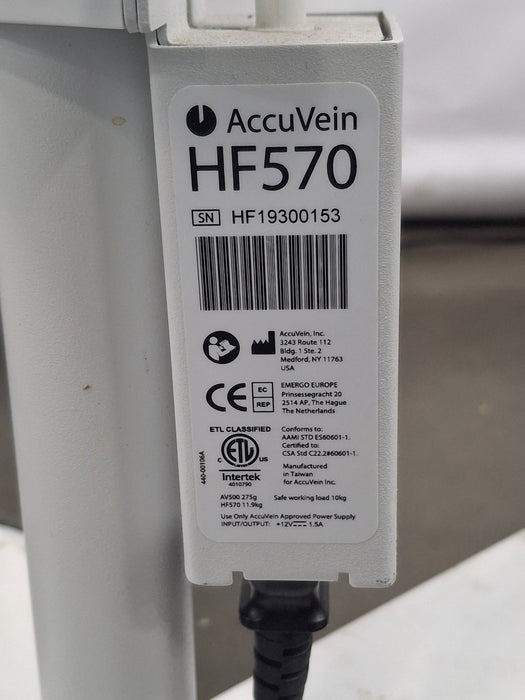 AccuVein
HF570
SN HF19300153
AccuVein, Inc.
3243 Route 112
Bldg. 1 Ste. 2
Medford, NY 11763
USA
CE
EC
REP
EMERGO EUROPE
Prinsessegracht 20
2514 AP, The Hague
The Netherlands
ETL CLASSIFIED
C ETL US
Intertek
4010790
Conforms to:
AAMI STD ES60601-1.
Certified to:
CSA Std C22.2#60601-1.
Manufactured
in Taiwan
for AccuVein Inc.
440-00106A
AV500 275g
HF570 11.9kg
Safe working load 10kg
Use Only AccuVein Approved Power Supply
INPUT/OUTPUT: +12V⎓ 1.5A